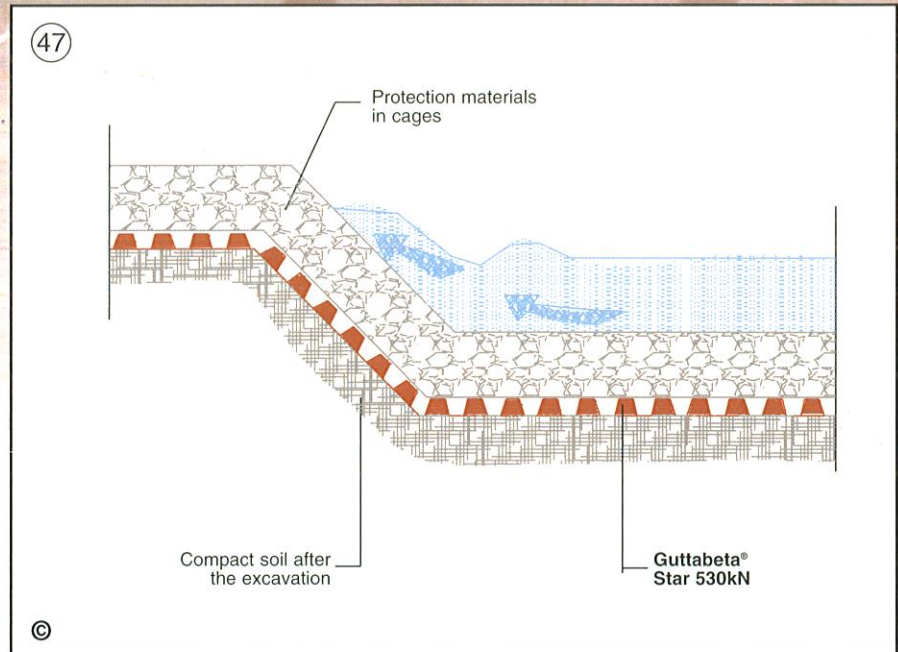 47
Protection materials
in cages
Compact soil after
the excavation
Guttabeta®
Star 530kN
©